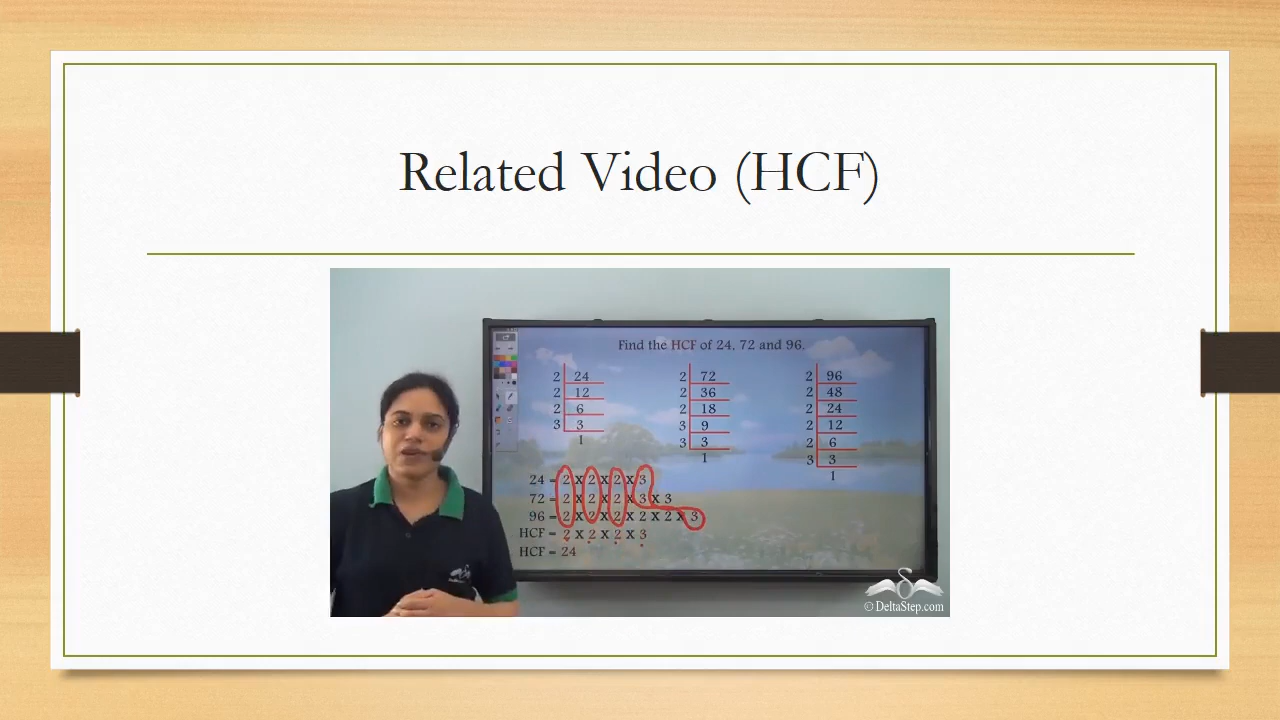 Related Video (HCF)
Find the HCF of 24, 72 and 96.
2 24
2 12
2 6
3 3
1
2 72
2 36
2 18
3 9
3 3
1
2 96
2 48
2 24
2 12
2 6
3 3
1
24 = 2 x 2 x 2 x 3
72 = 2 x 2 x 2 x 3 x 3
96 = 2 x 2 x 2 x 2 x 2 x 3
HCF = 2 x 2 x 2 x 3
HCF = 24
© DeltaStep.com